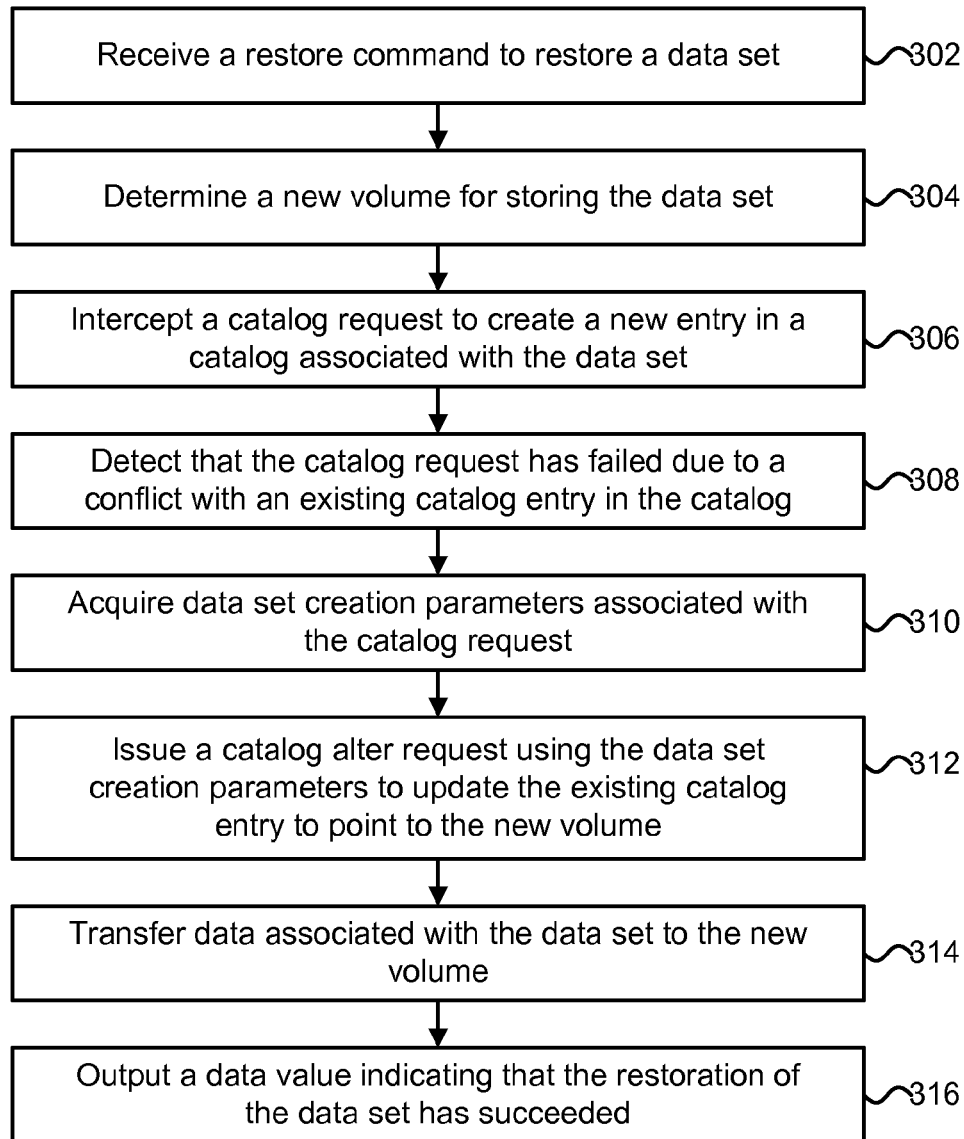 Receive a restore command to restore a data set
302
Determine a new volume for storing the data set
304
Intercept a catalog request to create a new entry in a
catalog associated with the data set
306
Detect that the catalog request has failed due to a
conflict with an existing catalog entry in the catalog
308
Acquire data set creation parameters associated with
the catalog request
310
Issue a catalog alter request using the data set
creation parameters to update the existing catalog
entry to point to the new volume
312
Transfer data associated with the data set to the new
volume
314
Output a data value indicating that the restoration of
the data set has succeeded
316